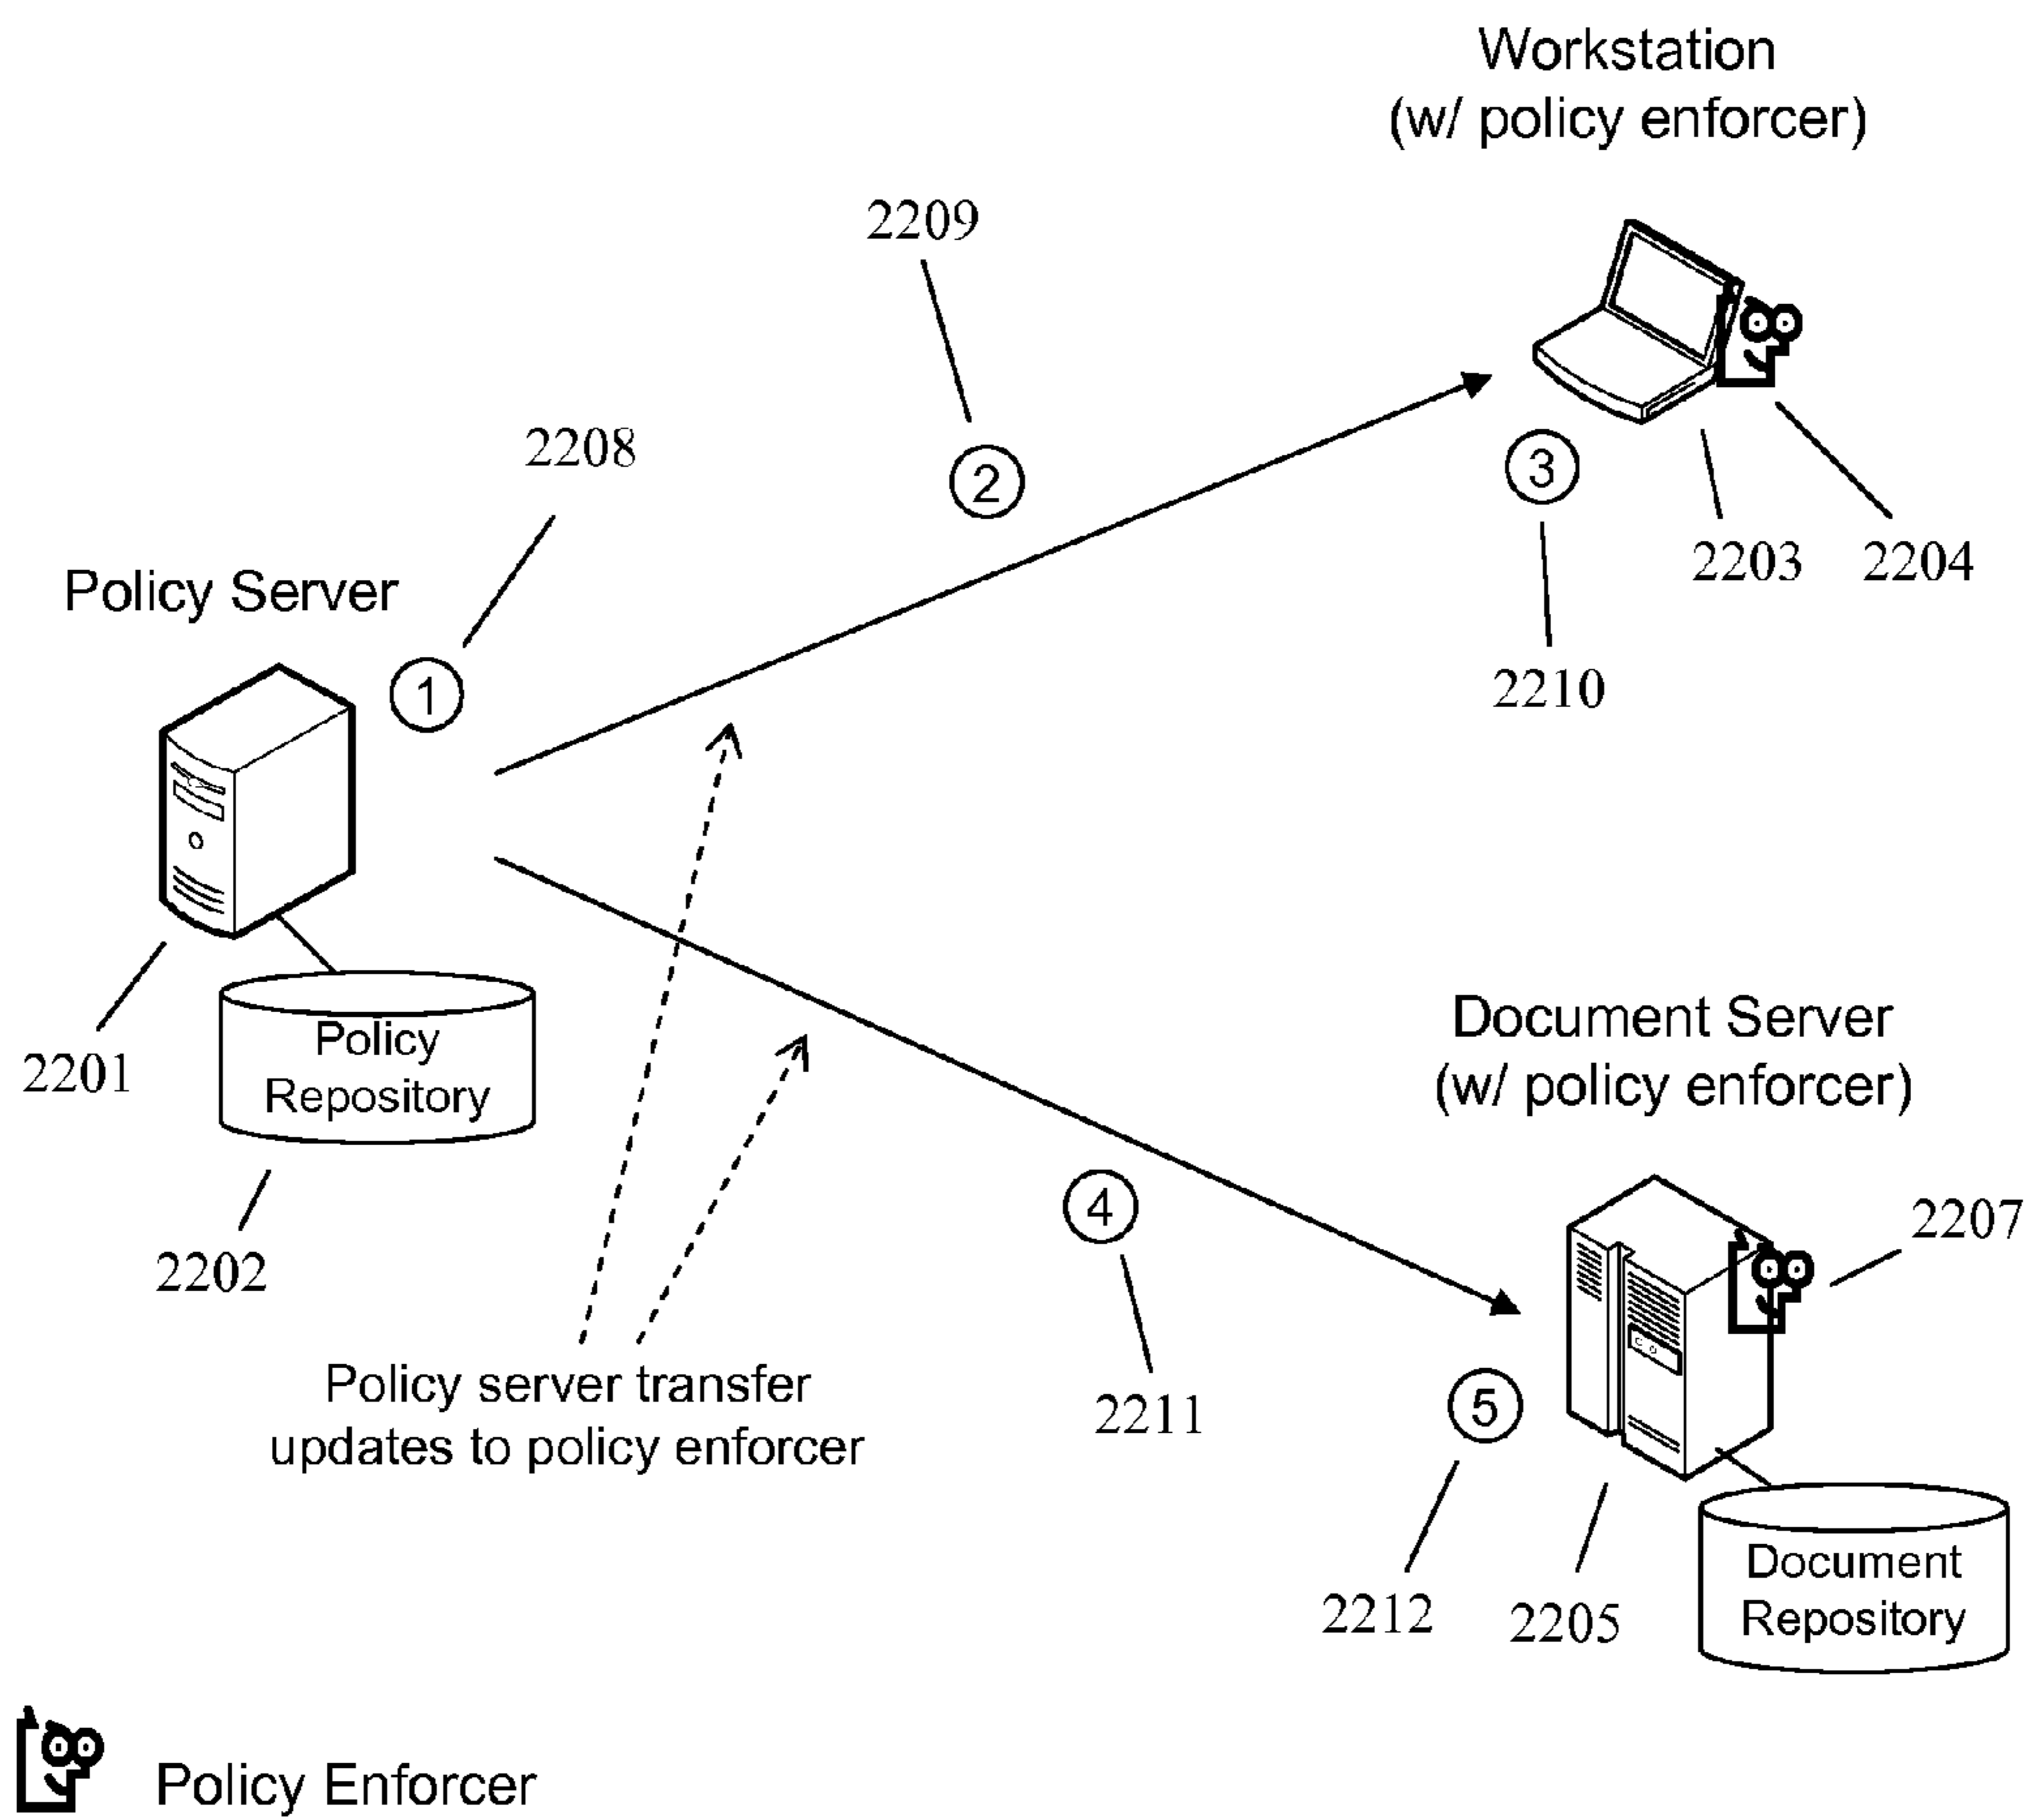 Workstation
(w/ policy enforcer)
2209
2208
2
3
2203
2204
Policy Server
1
2210
Document Server
(w/ policy enforcer)
2201
Policy
Repository
2202
4
2207
Policy server transfer
updates to policy enforcer
2211
5
2212
2205
Document
Repository
Policy Enforcer